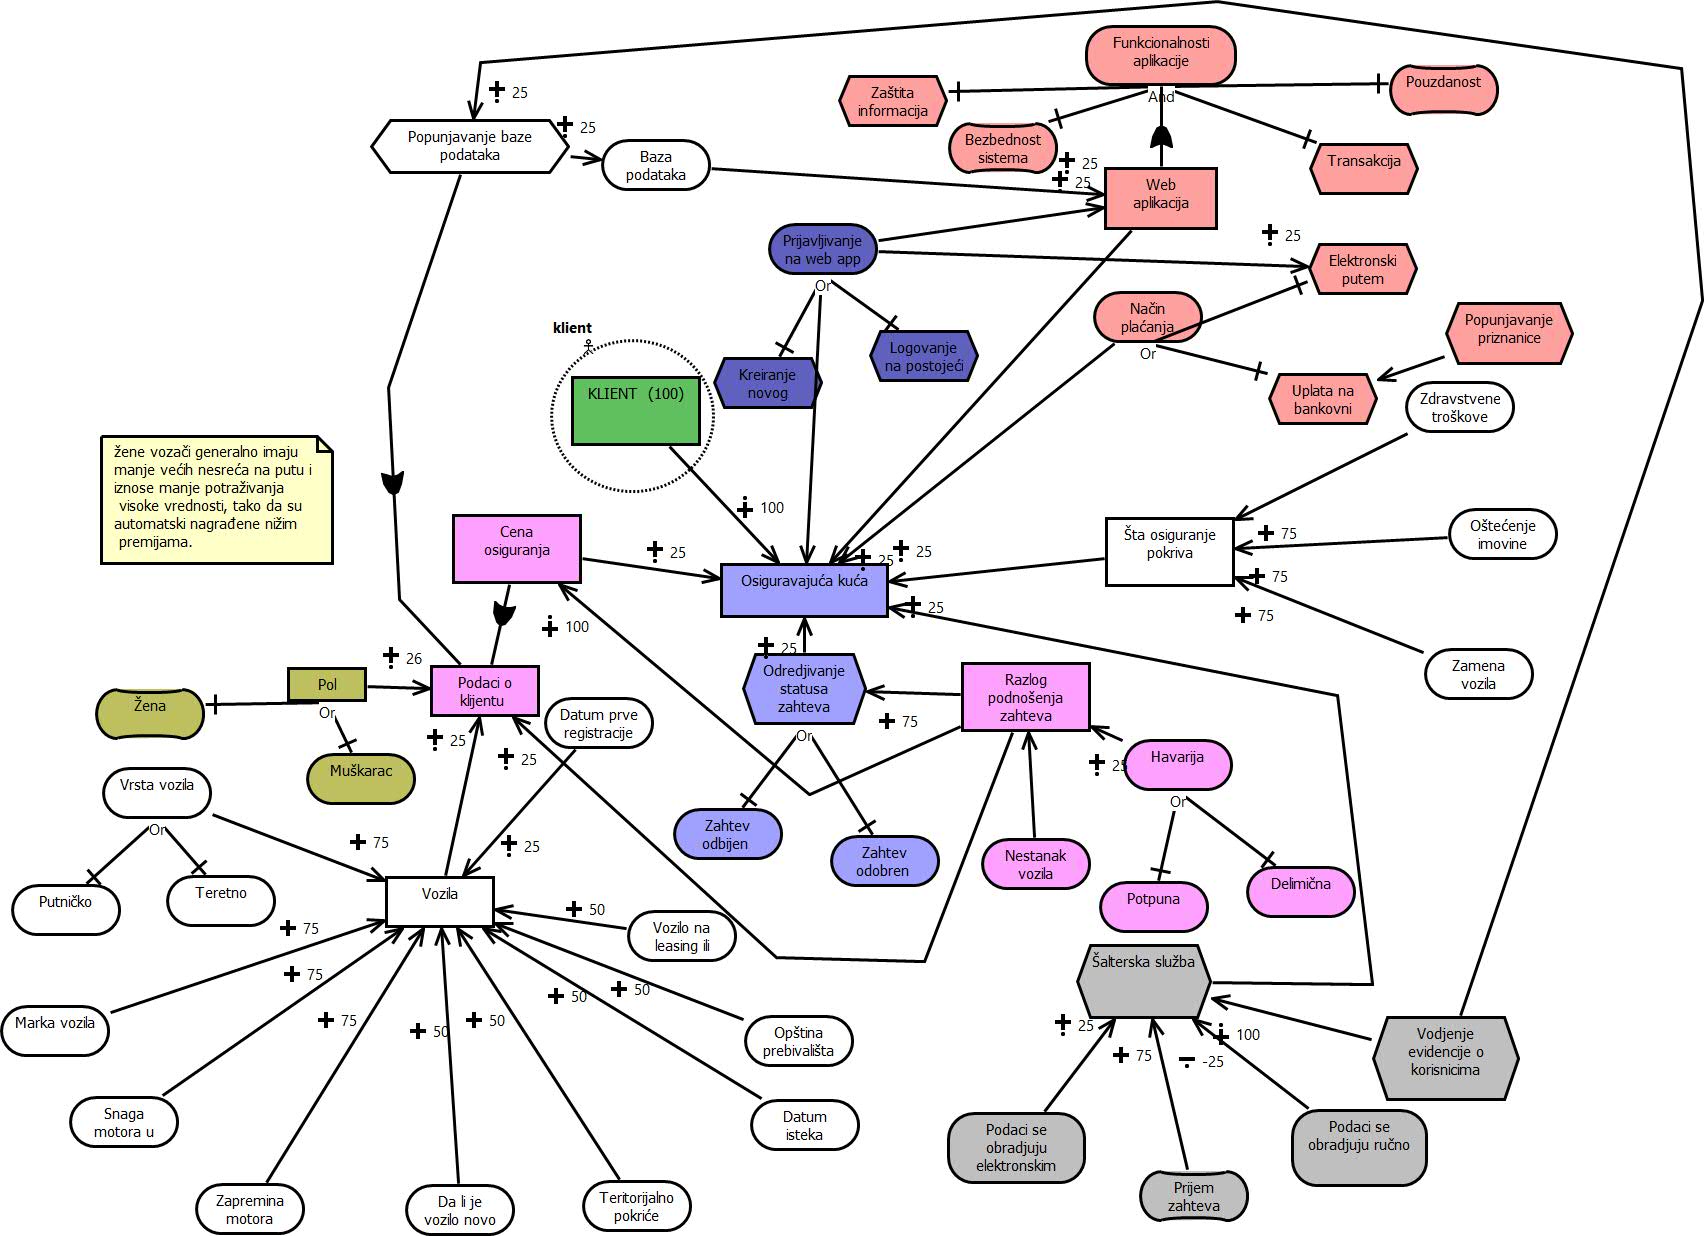 Funkcionalnosti
aplikacije
And
Zaštita
informacija
Pouzdanost
Bezbednost
sistema
Transakcija
25
Popunjavanje baze
podataka
25
Baza
podataka
25
25
Web
aplikacija
Prijavljivanje
na web app
Or
25
Elektronski
putem
Način
plaćanja
Or
Popunjavanje
priznanice
klient
KLIENT (100)
Kreiranje
novog
Logovanje
na postojeći
Uplata na
bankovni
Zdravstvene
troškove
žene vozači generalno imaju
manje većih nesreća na putu i
iznose manje potraživanja
visoke vrednosti, tako da su
automatski nagrađene nižim
premijama.
100
Cena
osiguranja
25
25
25
Osiguravajuća kuća
25
Šta osiguranje
pokriva
75
75
75
Oštećenje
imovine
Zamena
vozila
100
26
25
Pol
Or
Žena
Muškarac
Podaci o
klijentu
25
25
Datum prve
registracije
Odredjivanje
statusa
zahteva
Or
75
Razlog
podnošenja
zahteva
Havarija
25
Or
Vrsta vozila
Or
Putničko
Teretno
75
25
Zahtev
odbijen
Zahtev
odobren
Nestanak
vozila
Potpuna
Delimična
Vozila
75
50
Vozilo na
leasing ili
75
75
50
50
50
50
Marka vozila
Opština
prebivališta
Snaga
motora u
Datum
isteka
Zapremina
motora
Da li je
vozilo novo
Teritorijalno
pokriće
Šalterska služba
25
75
-25
100
Vodjenje
evidencije o
korisnicima
Podaci se
obradjuju
elektronskim
Podaci se
obradjuju ručno
Prijem
zahteva